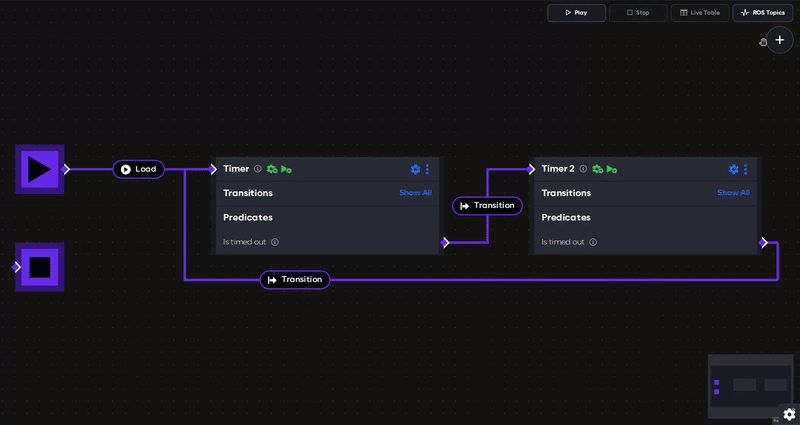 Play
Stop
Live Table
ROS Topics
Load
Timer
Transitions
Show All
Predicates
Is timed out
Transition
Timer 2
Transitions
Show All
Predicates
Is timed out
Transition